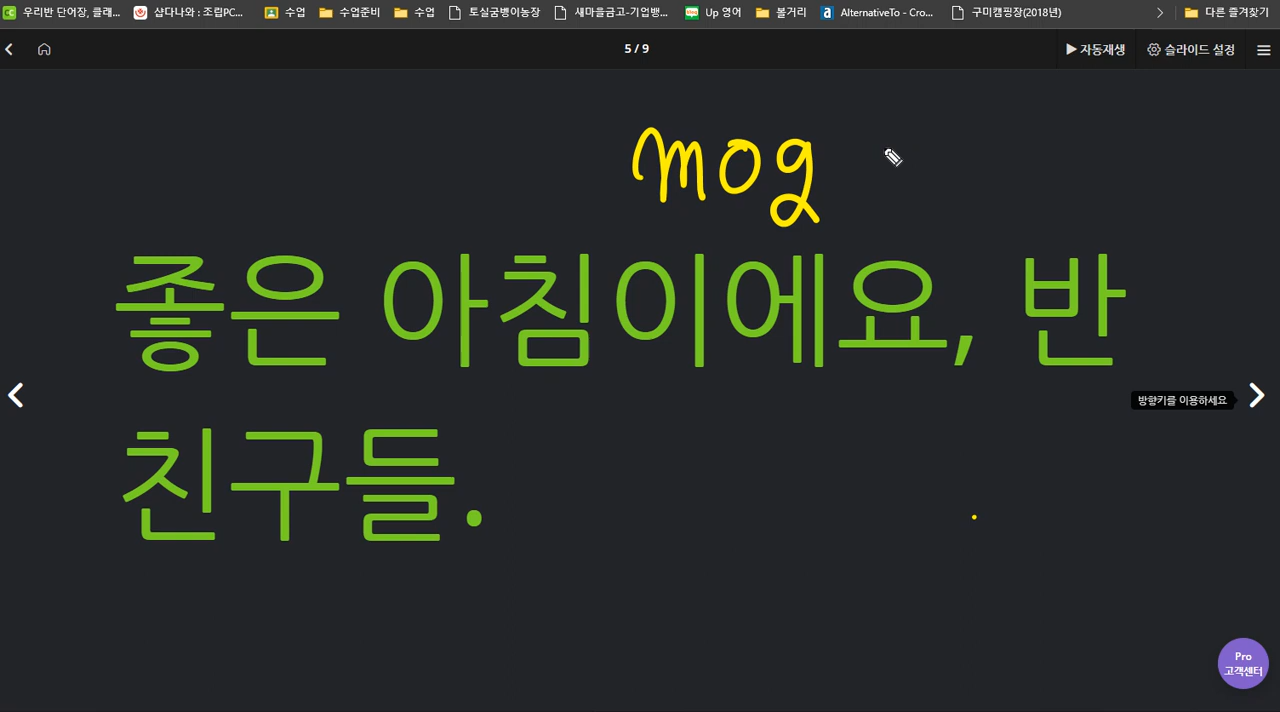 우리반 단어장, 클래... 샵다나와 : 조립PC... 수업 수업준비 수업 토실굼벵이농장 새마을금고-기업뱅... Up 영어 볼거리 AlternativeTo - Cro... 구미캠핑장(2018년) 다른 즐겨찾기
5 / 9 자동재생 슬라이드 설정
mog
좋은 아침이에요, 반
방향키를 이용하세요
친구들.
Pro
고객센터